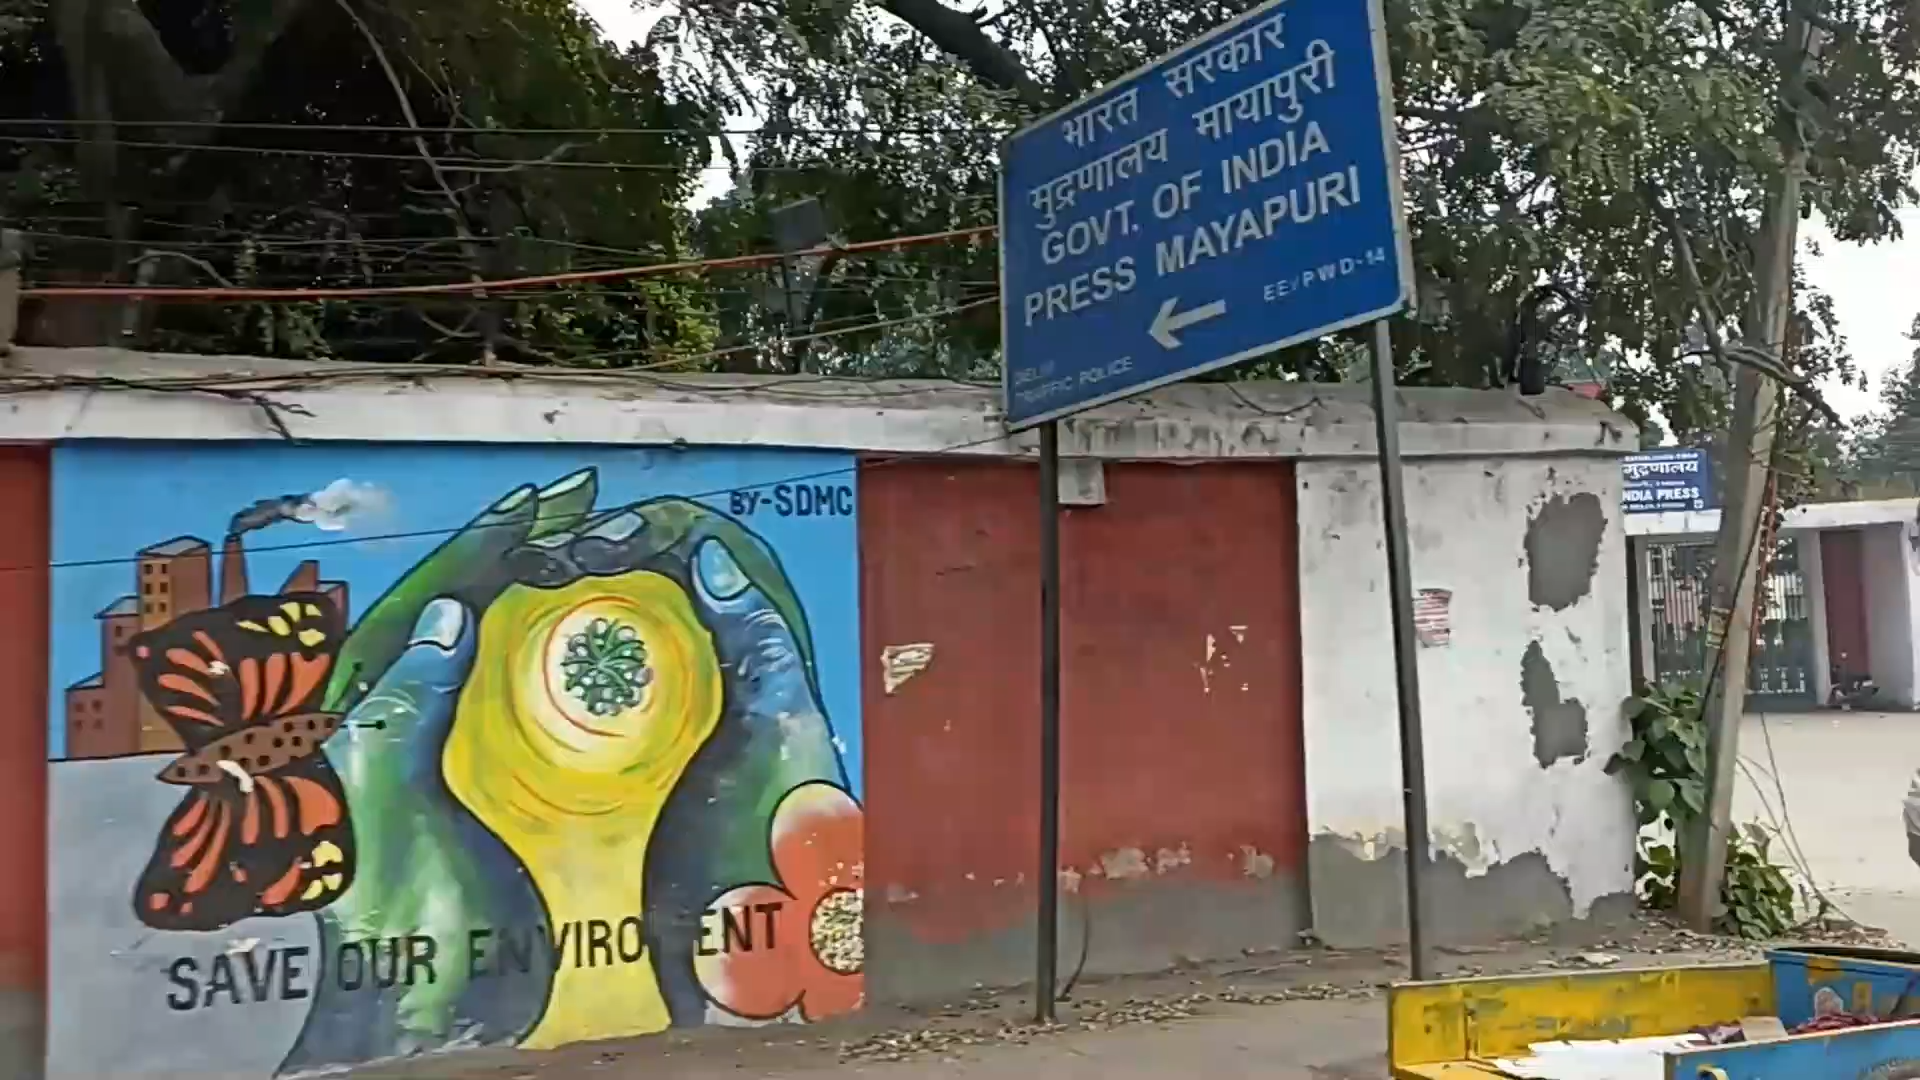 भारत सरकार
मुद्रणालय मायापुरी
GOVT. OF INDIA
PRESS MAYAPURI
EE/PWD-14
DELHI
TRAFFIC POLICE
BY-SDMC
SAVE OUR ENVIRO ENT
मुद्रणालय
INDIA PRESS